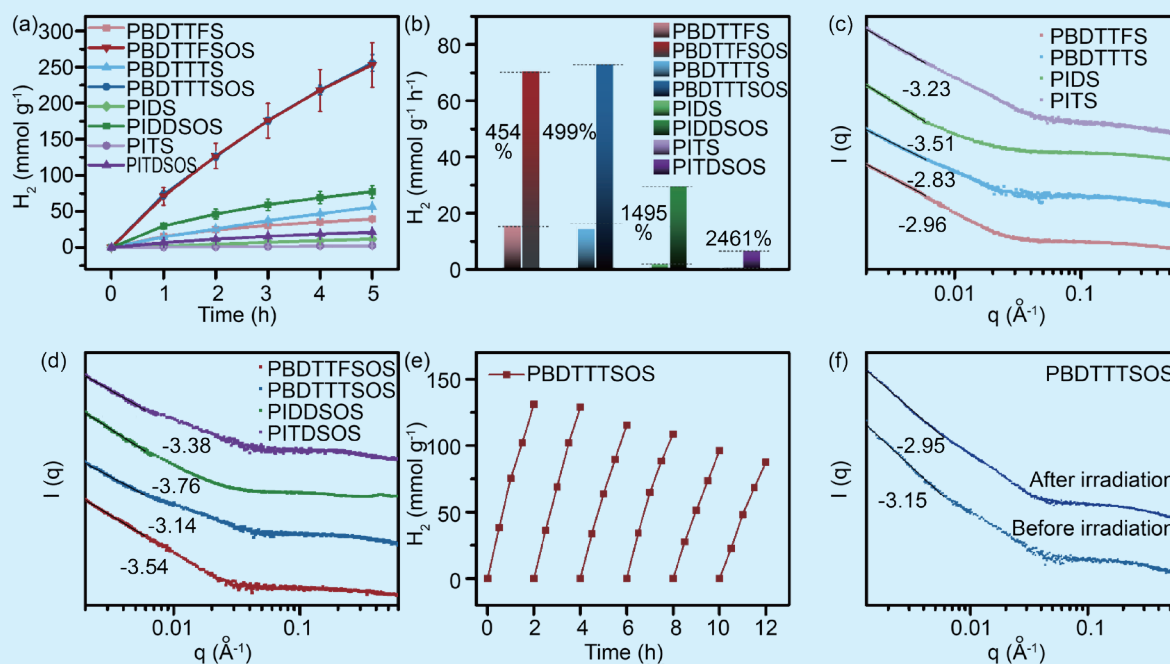 (a)
300
250
200
150
100
50
0
H₂ (mmol g⁻¹)
PBDTTFS
PBDTTFSOS
PBDTTTS
PBDTTTSOS
PIDS
PIDDSOS
PITS
PITDSOS
0 1 2 3 4 5
Time (h)
(b)
80
60
40
20
0
H₂ (mmol g⁻¹ h⁻¹)
PBDTTFS
PBDTTFSOS
PBDTTTS
PBDTTTSOS
PIDS
PIDDSOS
PITS
PITDSOS
454
%
499%
1495
%
2461%
(c)
PBDTTFS
PBDTTTS
PIDS
PITS
-3.23
-3.51
-2.83
-2.96
I (q)
0.01 0.1
q (Å⁻¹)
(d)
PBDTTFSOS
PBDTTTSOS
PIDDSOS
PITDSOS
-3.38
-3.76
-3.14
-3.54
I (q)
0.01 0.1
q (Å⁻¹)
(e)
PBDTTTSOS
150
100
50
0
H₂ (mmol g⁻¹)
0 2 4 6 8 10 12
Time (h)
(f)
PBDTTTSOS
-2.95
-3.15
After irradiation
Before irradiation
I (q)
0.01 0.1
q (Å⁻¹)